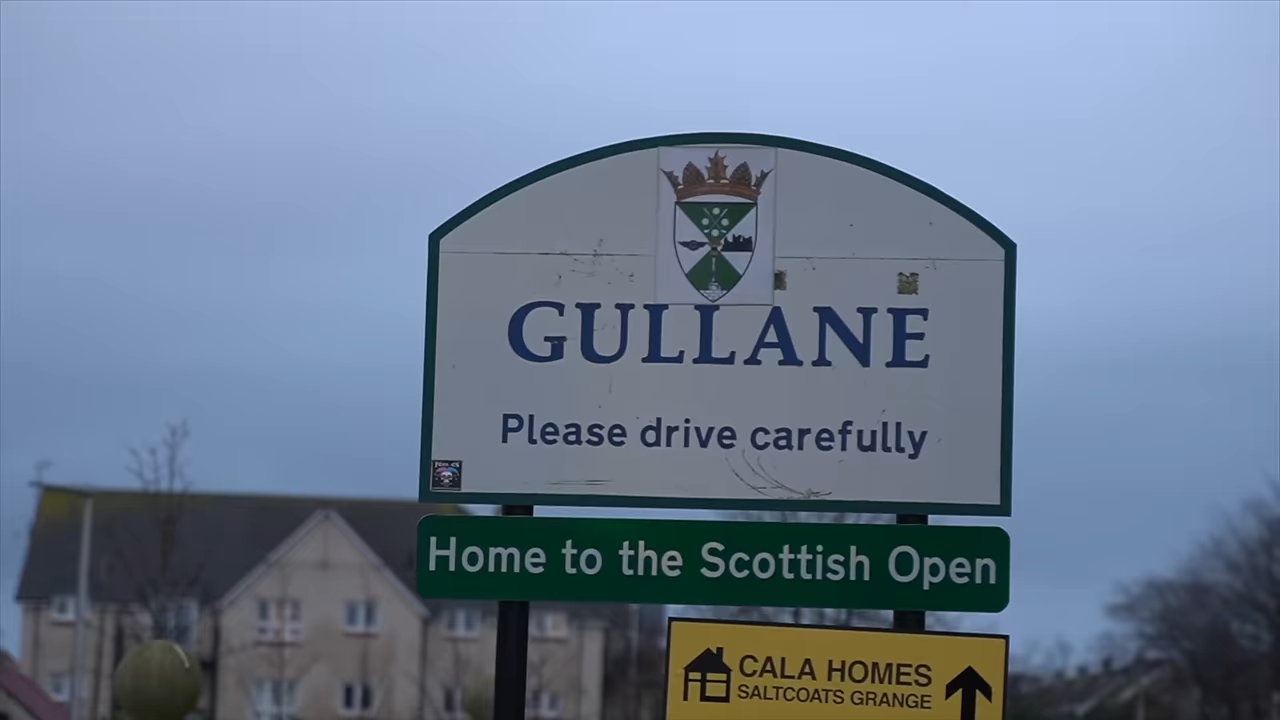 GULLANE
Please drive carefully
Home to the Scottish Open
CALA HOMES
SALTCOATS GRANGE